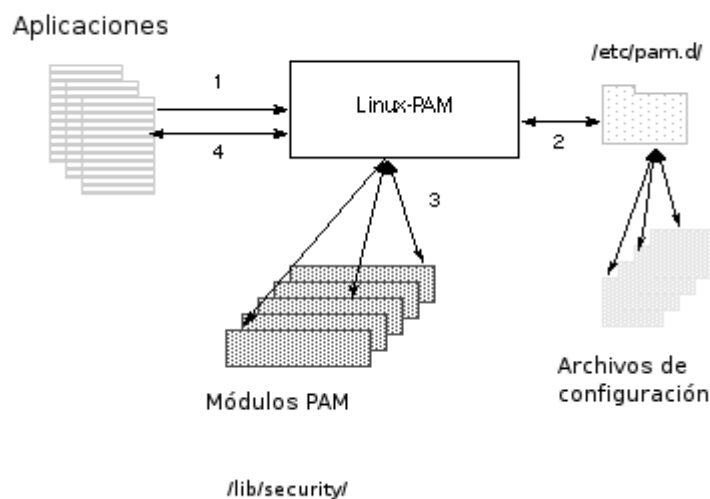 Aplicaciones
/etc/pam.d/
1
Linux-PAM
4
2
3
Archivos de
configuración
Módulos PAM
/lib/security/